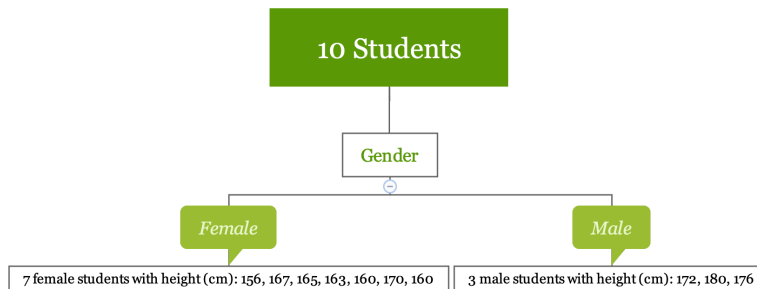 10 Students
Gender
Female
Male
7 female students with height (cm): 156, 167, 165, 163, 160, 170, 160
3 male students with height (cm): 172, 180, 176